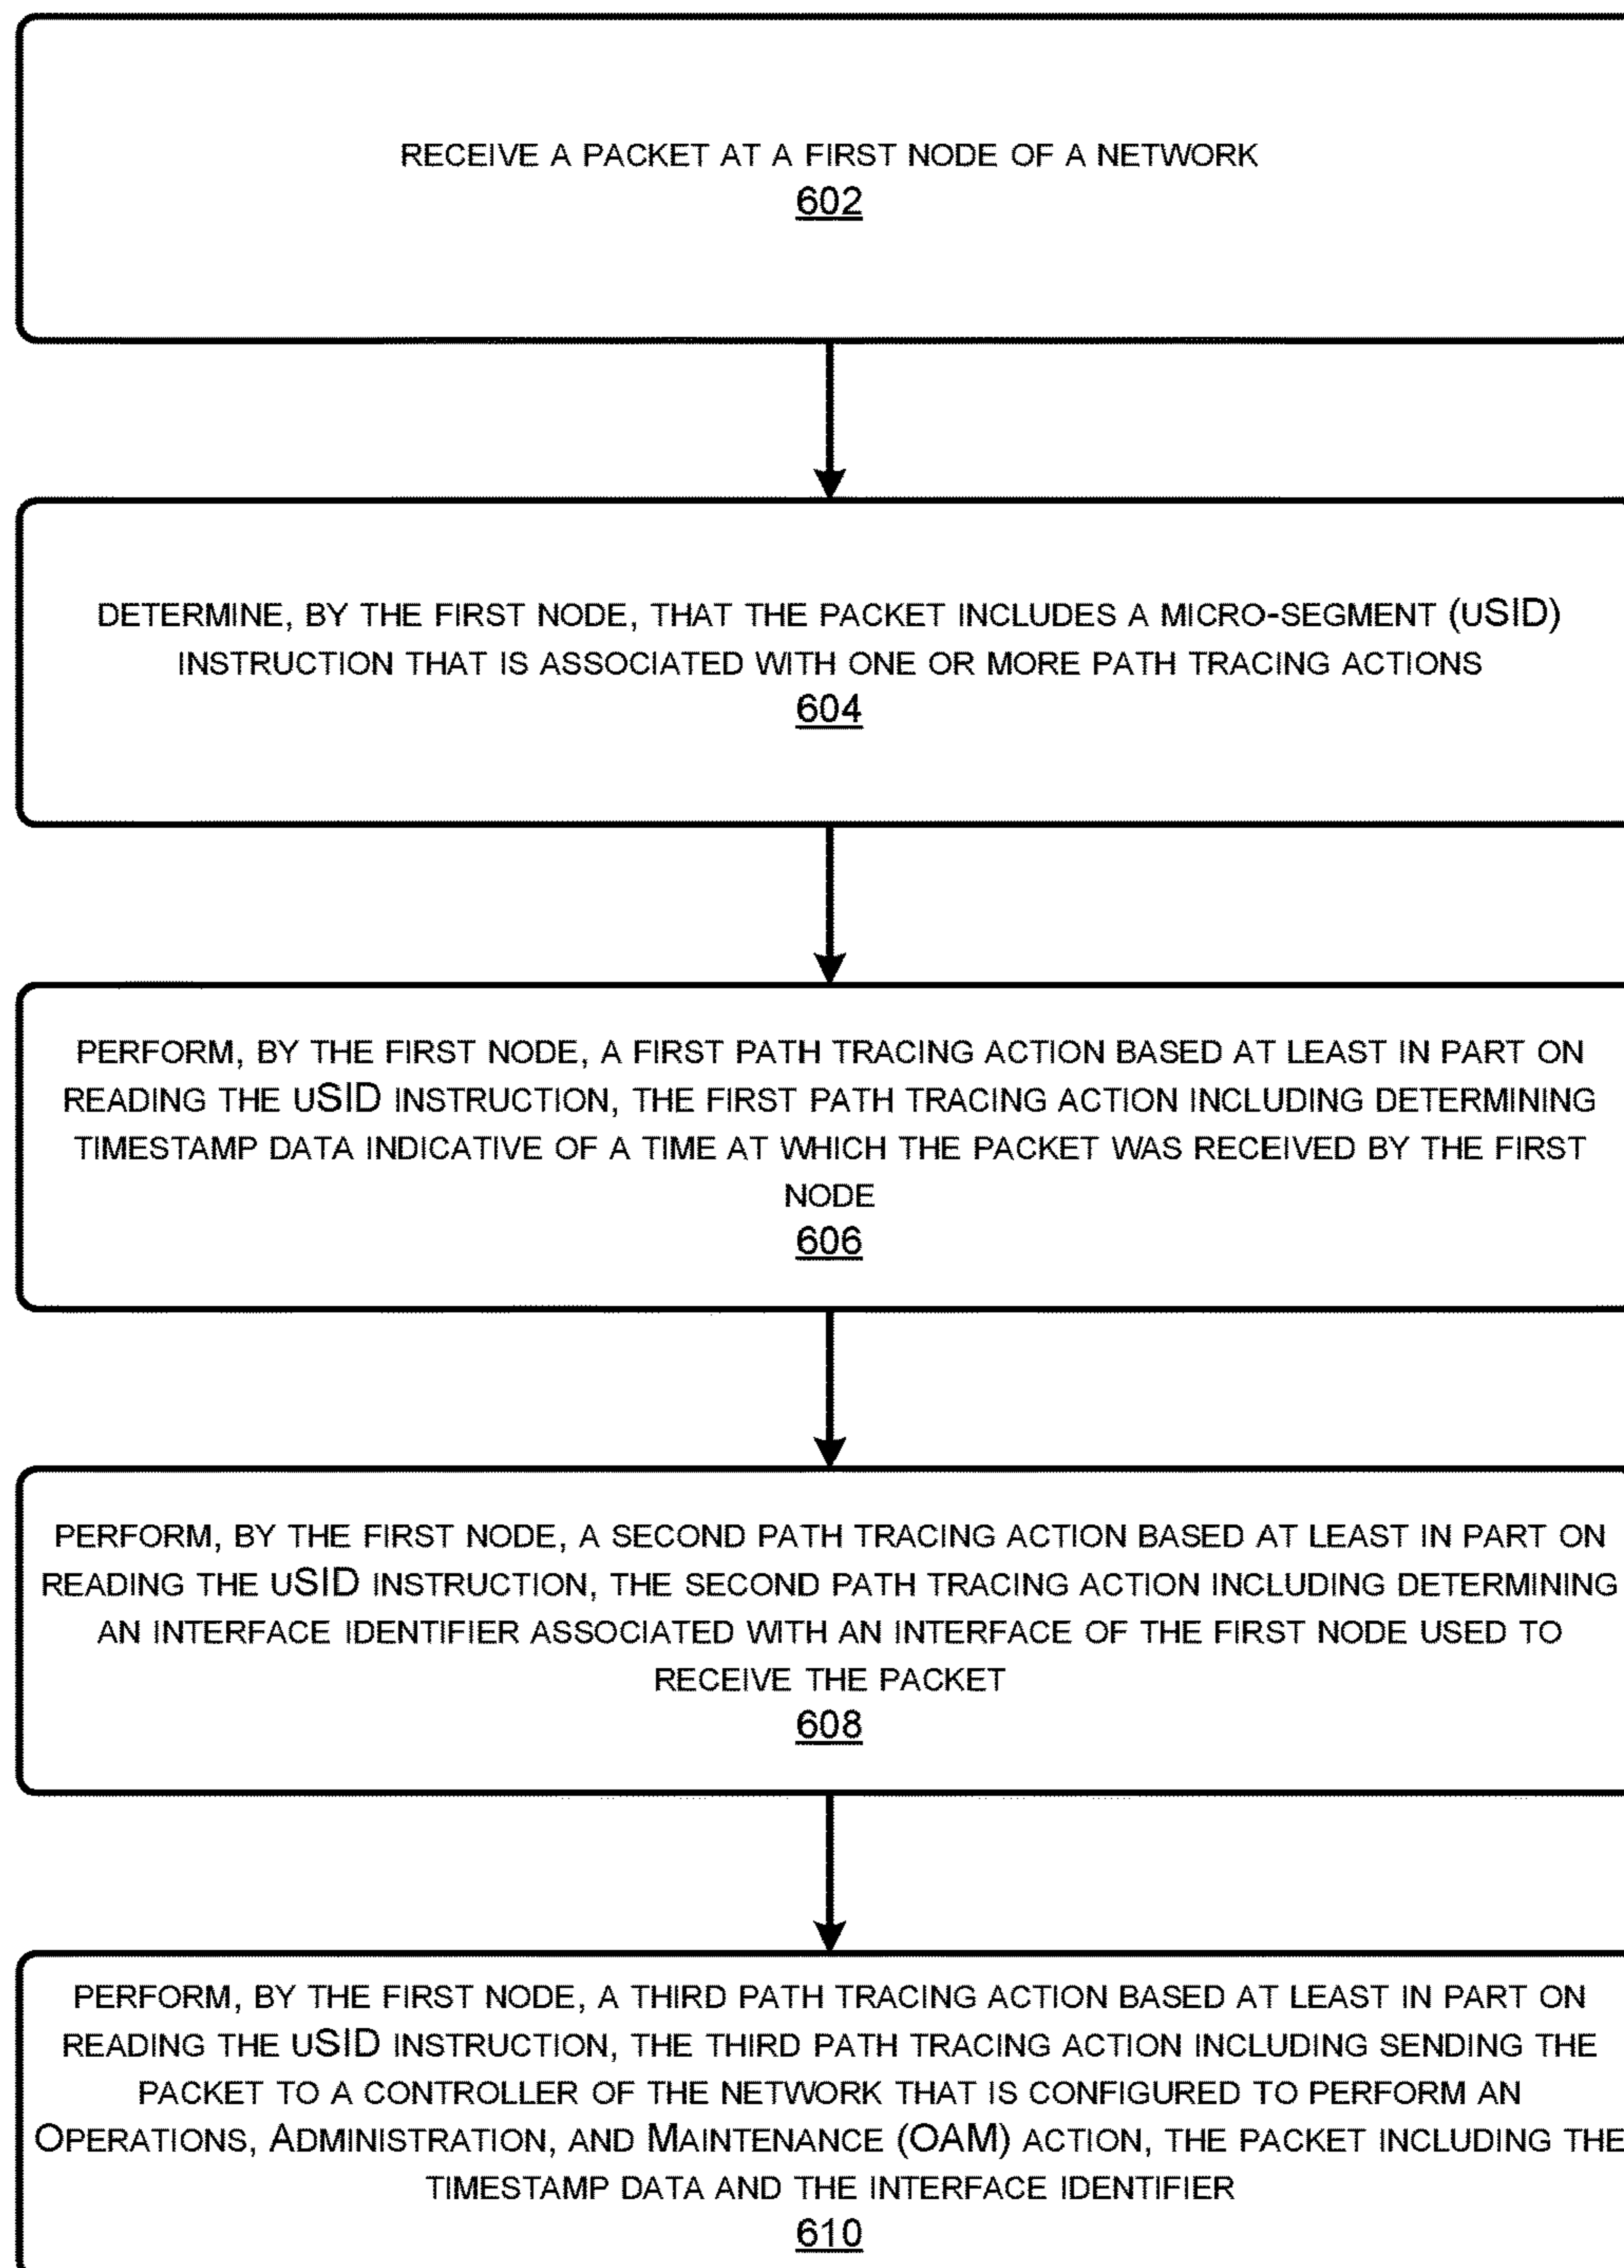 RECEIVE A PACKET AT A FIRST NODE OF A NETWORK
602
DETERMINE, BY THE FIRST NODE, THAT THE PACKET INCLUDES A MICRO-SEGMENT (uSID)
INSTRUCTION THAT IS ASSOCIATED WITH ONE OR MORE PATH TRACING ACTIONS
604
PERFORM, BY THE FIRST NODE, A FIRST PATH TRACING ACTION BASED AT LEAST IN PART ON
READING THE uSID INSTRUCTION, THE FIRST PATH TRACING ACTION INCLUDING DETERMINING
TIMESTAMP DATA INDICATIVE OF A TIME AT WHICH THE PACKET WAS RECEIVED BY THE FIRST
NODE
606
PERFORM, BY THE FIRST NODE, A SECOND PATH TRACING ACTION BASED AT LEAST IN PART ON
READING THE uSID INSTRUCTION, THE SECOND PATH TRACING ACTION INCLUDING DETERMINING
AN INTERFACE IDENTIFIER ASSOCIATED WITH AN INTERFACE OF THE FIRST NODE USED TO
RECEIVE THE PACKET
608
PERFORM, BY THE FIRST NODE, A THIRD PATH TRACING ACTION BASED AT LEAST IN PART ON
READING THE uSID INSTRUCTION, THE THIRD PATH TRACING ACTION INCLUDING SENDING THE
PACKET TO A CONTROLLER OF THE NETWORK THAT IS CONFIGURED TO PERFORM AN
OPERATIONS, ADMINISTRATION, AND MAINTENANCE (OAM) ACTION, THE PACKET INCLUDING THE
TIMESTAMP DATA AND THE INTERFACE IDENTIFIER
610